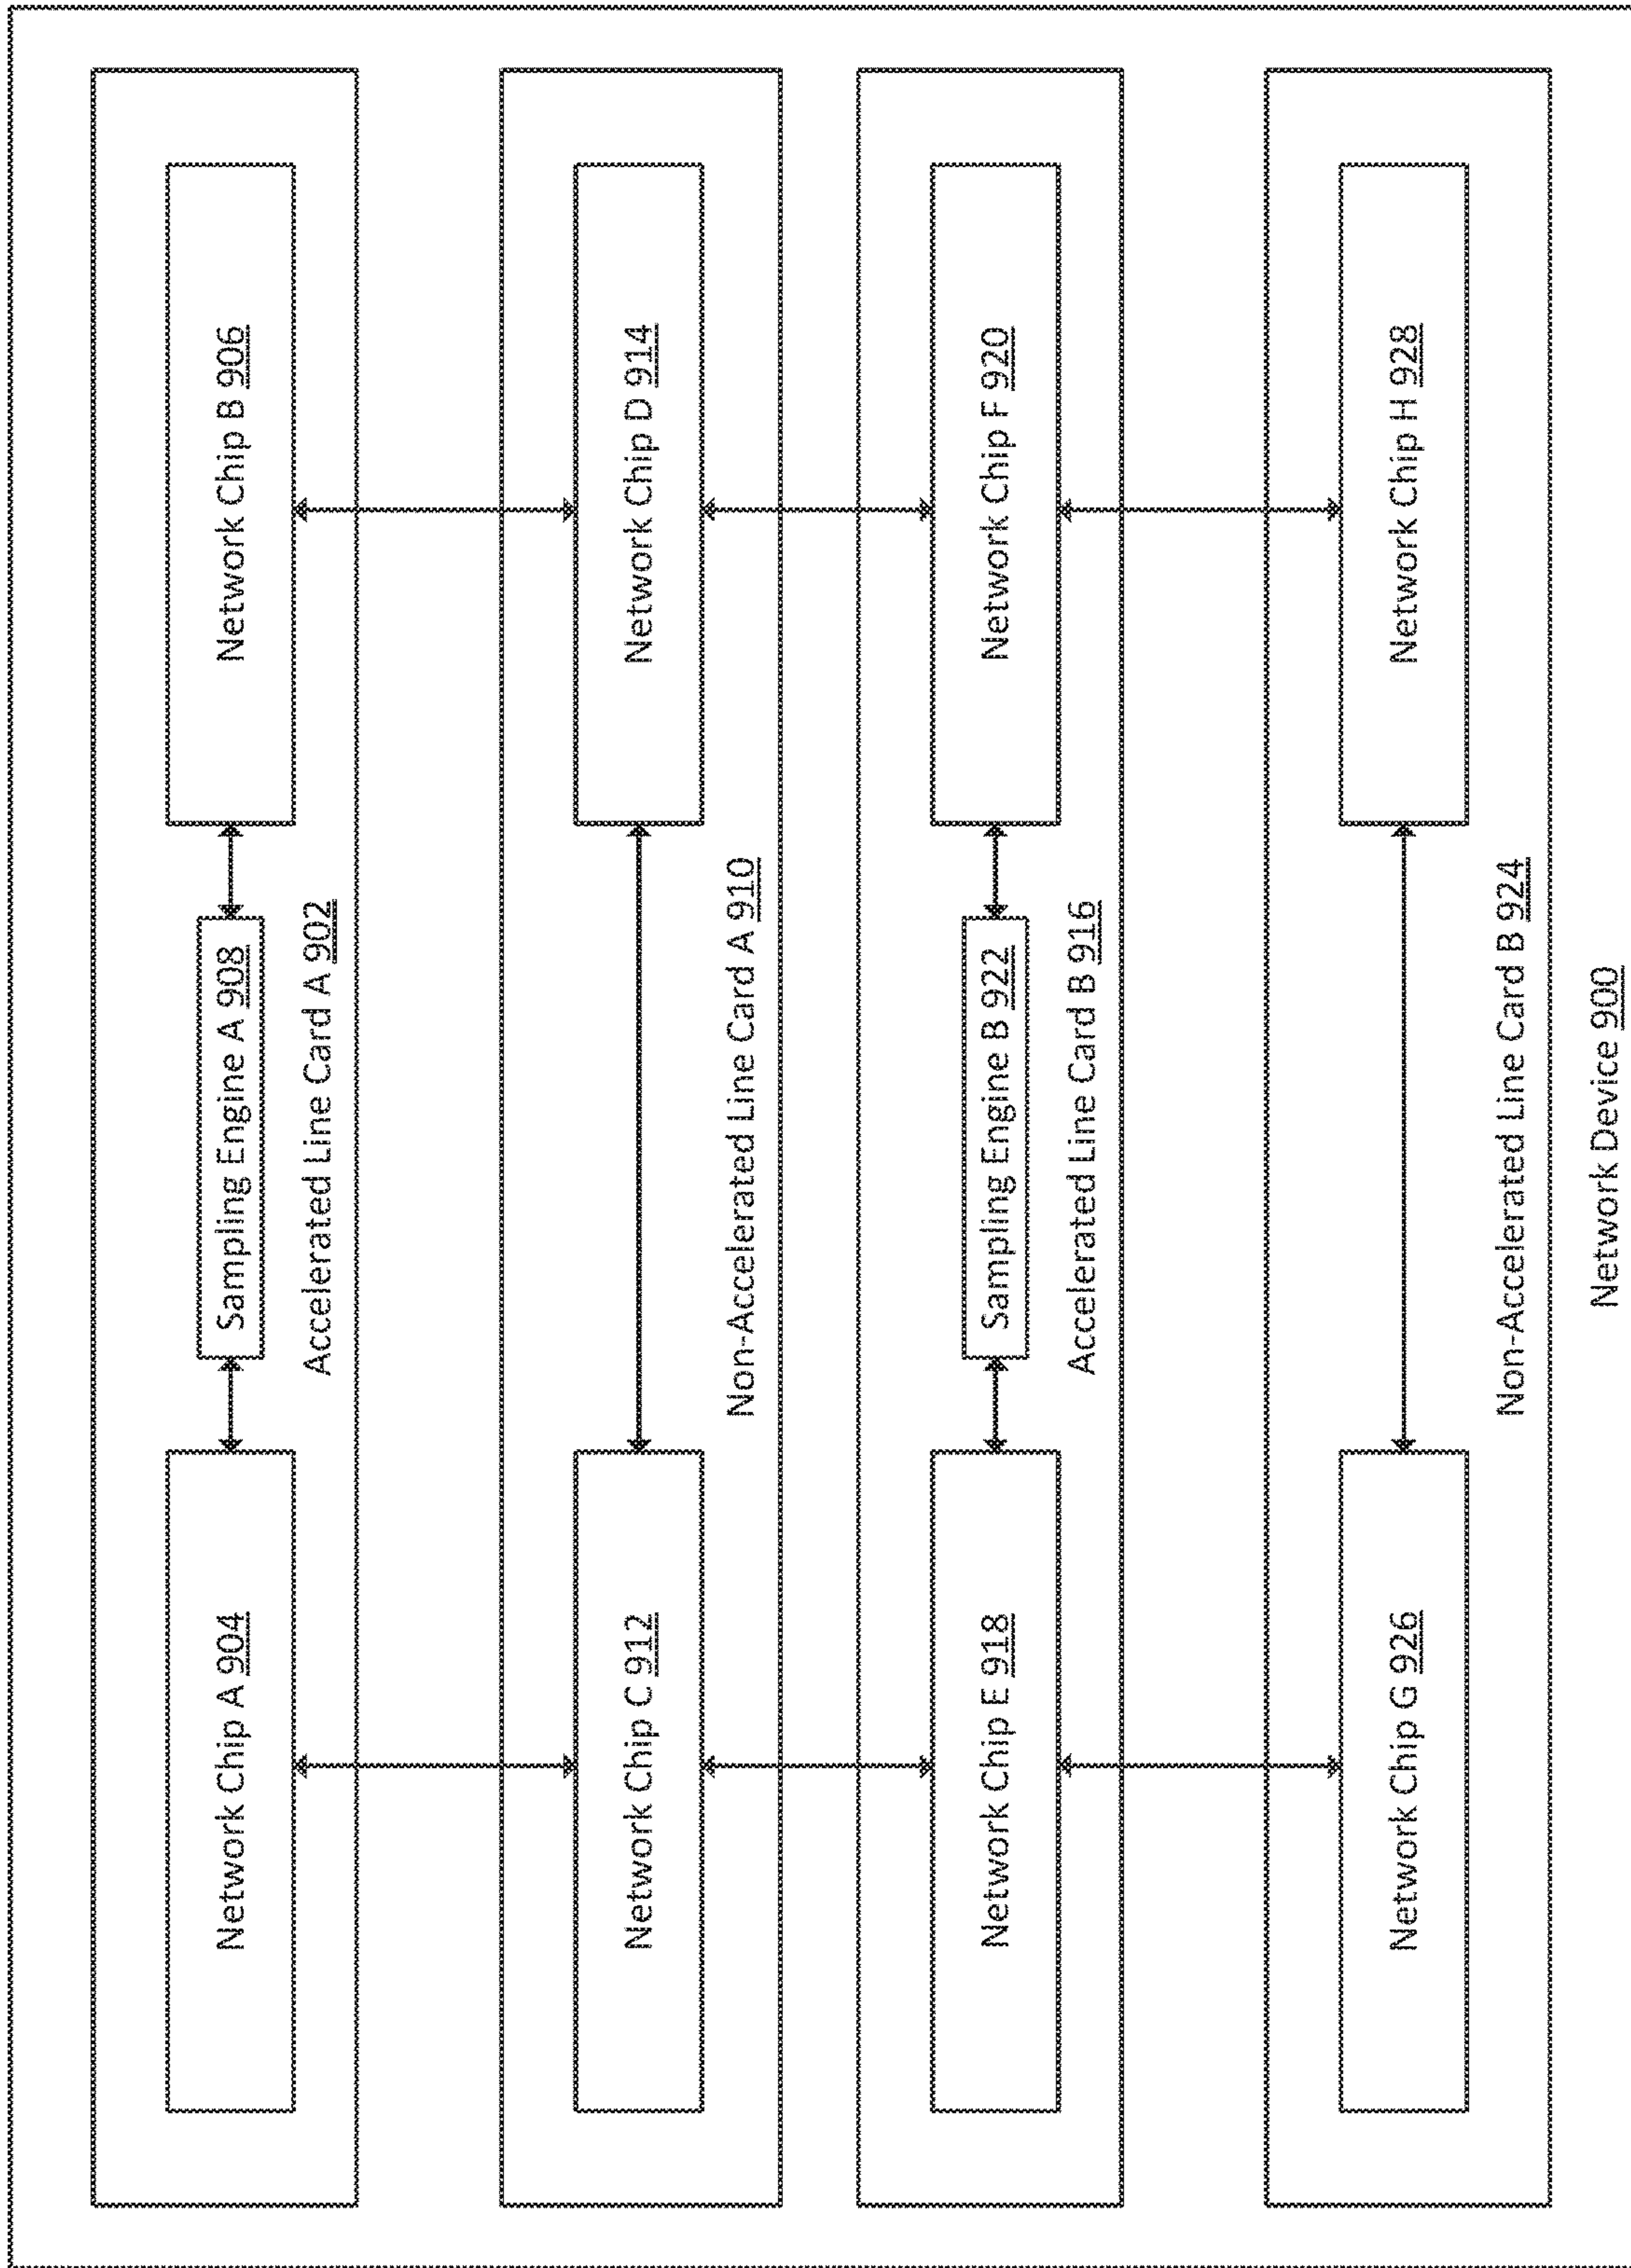 Network Chip A 904
Sampling Engine A 908
Network Chip B 906
Accelerated Line Card A 902
Network Chip C 912
Network Chip D 914
Non-Accelerated Line Card A 910
Network Chip E 918
Sampling Engine B 922
Network Chip F 920
Accelerated Line Card B 916
Network Chip G 926
Network Chip H 928
Non-Accelerated Line Card B 924
Network Device 900